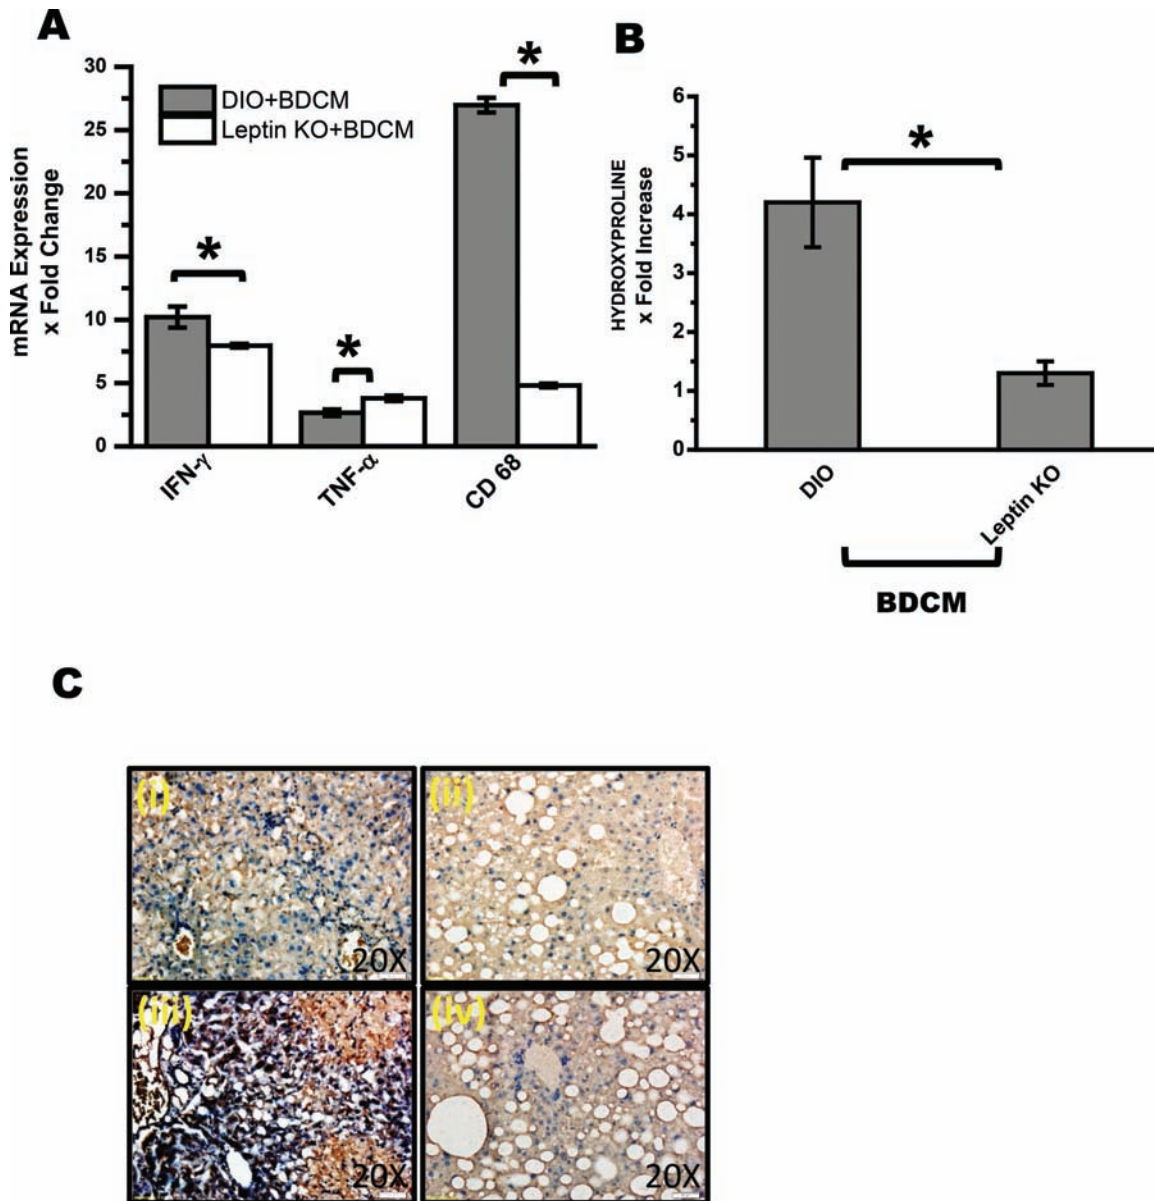 A
30
25
20
15
10
5
0
mRNA Expression
x Fold Change
DIO+BDCM
Leptin KO+BDCM
*
*
*
IFN-γ
TNF-α
CD 68
B
6
5
4
3
2
1
0
HYDROXYPROLINE
x Fold Increase
*
DIO
Leptin KO
BDCM
C
(i)
20X
(ii)
20X
(iii)
20X
(iv)
20X